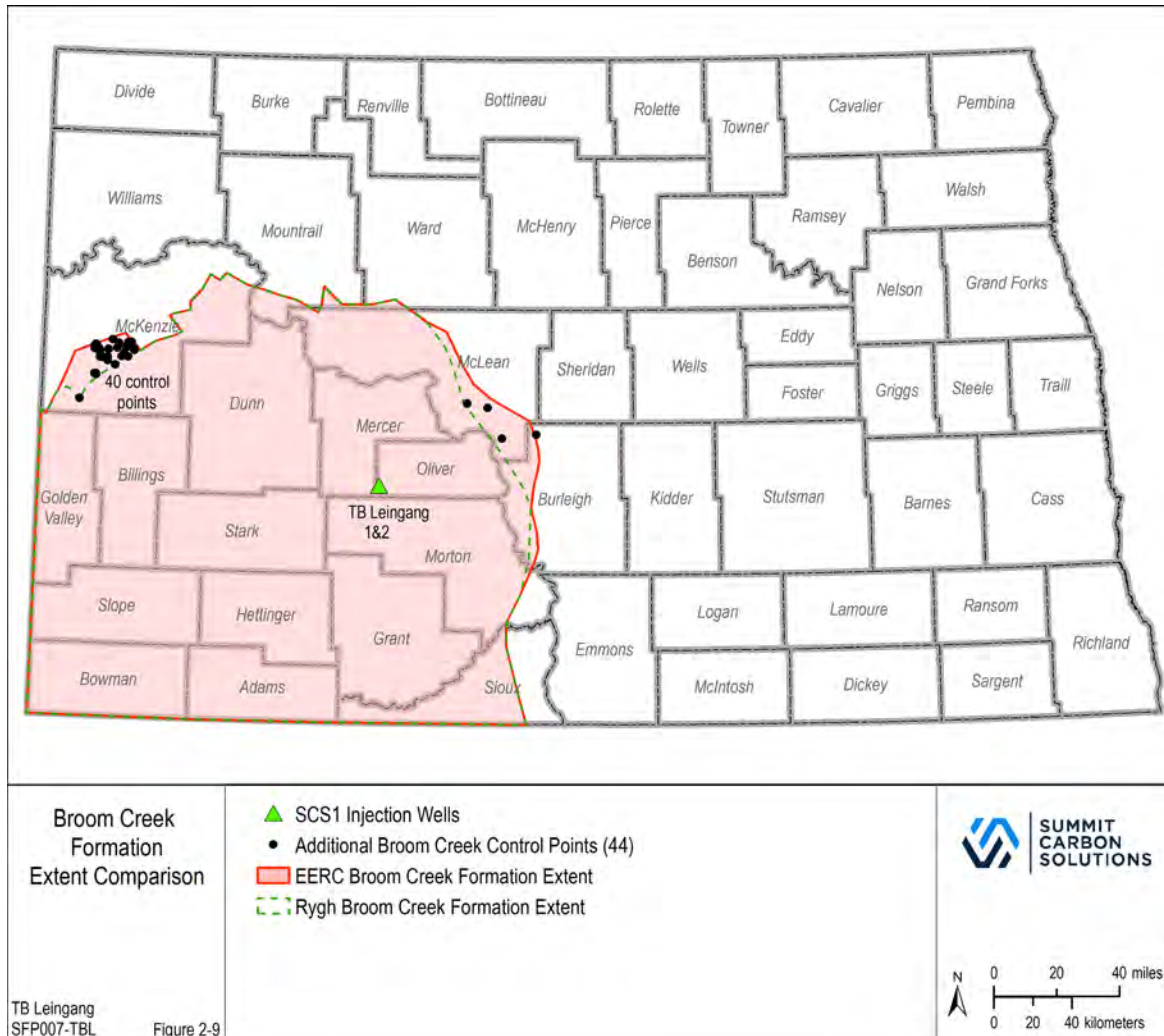 Divide
Burke
Renville
Bottineau
Rolette
Towner
Cavalier
Pembina
Williams
Mountrail
Ward
McHenry
Pierce
Benson
Ramsey
Walsh
Nelson
Grand Forks
McKenzie
40 control
points
Dunn
McLean
Sheridan
Wells
Eddy
Foster
Griggs
Steele
Traill
Mercer
Oliver
Golden
Valley
Billings
Stark
TB Leingang
1&2
Morton
Burleigh
Kidder
Stutsman
Barnes
Cass
Slope
Hettinger
Grant
Bowman
Adams
Sioux
Emmons
Logan
Lamoure
Ransom
Richland
McIntosh
Dickey
Sargent
Broom Creek
Formation
Extent Comparison
TB Leingang
SFP007-TBL Figure 2-9
SCS1 Injection Wells
Additional Broom Creek Control Points (44)
EERC Broom Creek Formation Extent
Rygh Broom Creek Formation Extent
SUMMIT
CARBON
SOLUTIONS
N
0 20 40 miles
0 20 40 kilometers